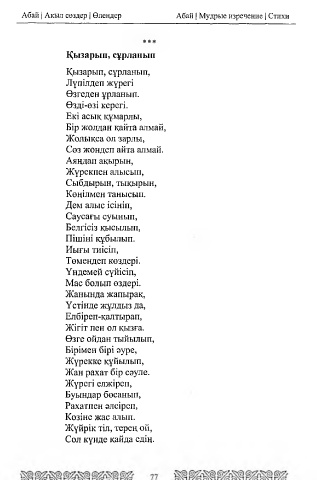 Абай | Ақыл сөздер | Өлеңдер
Абай | Мудрые изречение | Стихи
***
Қызарып, сұрланып
Қызарып, сұрланып,
Лүпілдеп жүрегі
Өзгеден ұрланып.
Өзді-өзі керегі.
Екі асық құмарлы,
Бір жолдан қайта алмай,
Жолықса ол зарлы,
Сөз жөндеп айта алмай.
Аяңдап ақырын,
Жүрекпен алысып,
Сыбдырын, тықырын,
Көңілмен танысып.
Дем алыс ісініп,
Саусағы суынып,
Белгісіз қысылып,
Пішіні құбылып.
Иығы тиісіп,
Төмендеп көздері.
Үндемей сүйісіп,
Мас болып өздері.
Жанында жапырақ,
Үстінде жұлдыз да,
Елбіреп-қалтырап,
Жігіт пен ол қызға.
Өзге ойдан тыйылып,
Бірімен бірі әуре,
Жүрекке құйылып,
Жан рахат бір сәуле.
Жүрегі елжіреп,
Буындар босанып,
Рахатпен әлсіреп,
Көзіне жас алып.
Жүйрік тіл, терең ой,
Сол күнде қайда едің.
77